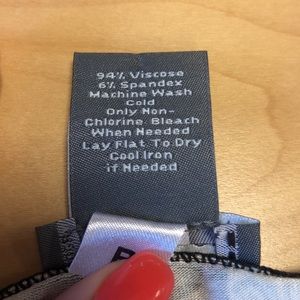 94% Viscose
6% Spandex
Machine Wash
Cold
Only Non-
Chlorine Bleach
When Needed
Lay Flat To Dry
Cool Iron
if Needed